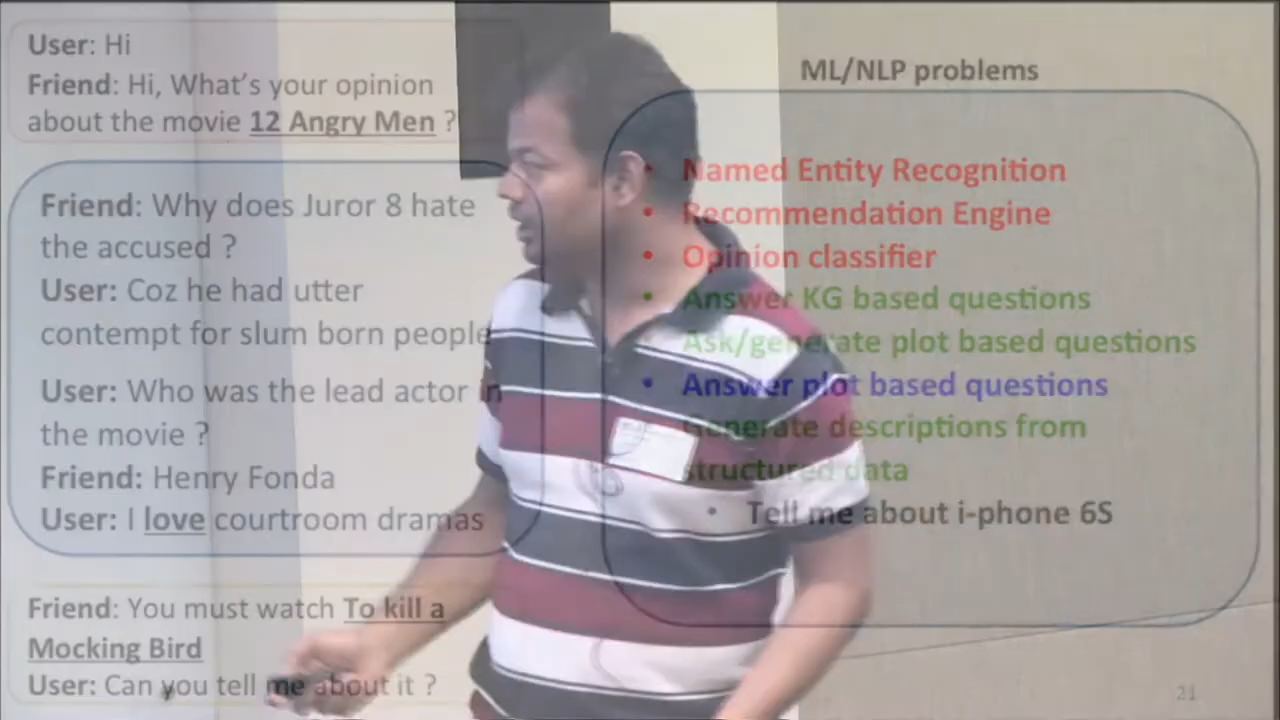 User: Hi
Friend: Hi, What's your opinion
about the movie 12 Angry Men ?
Friend: Why does Juror 8 hate
the accused ?
User: Coz he had utter
contempt for slum born people
User: Who was the lead actor in
the movie ?
Friend: Henry Fonda
User: I love courtroom dramas
Friend: You must watch To kill a
Mocking Bird
User: Can you tell me about it ?
ML/NLP problems
• Named Entity Recognition
• Recommendation Engine
• Opinion classifier
• Answer KG based questions
• Ask/generate plot based questions
• Answer plot based questions
• Generate descriptions from
structured data
• Tell me about i-phone 6S
21